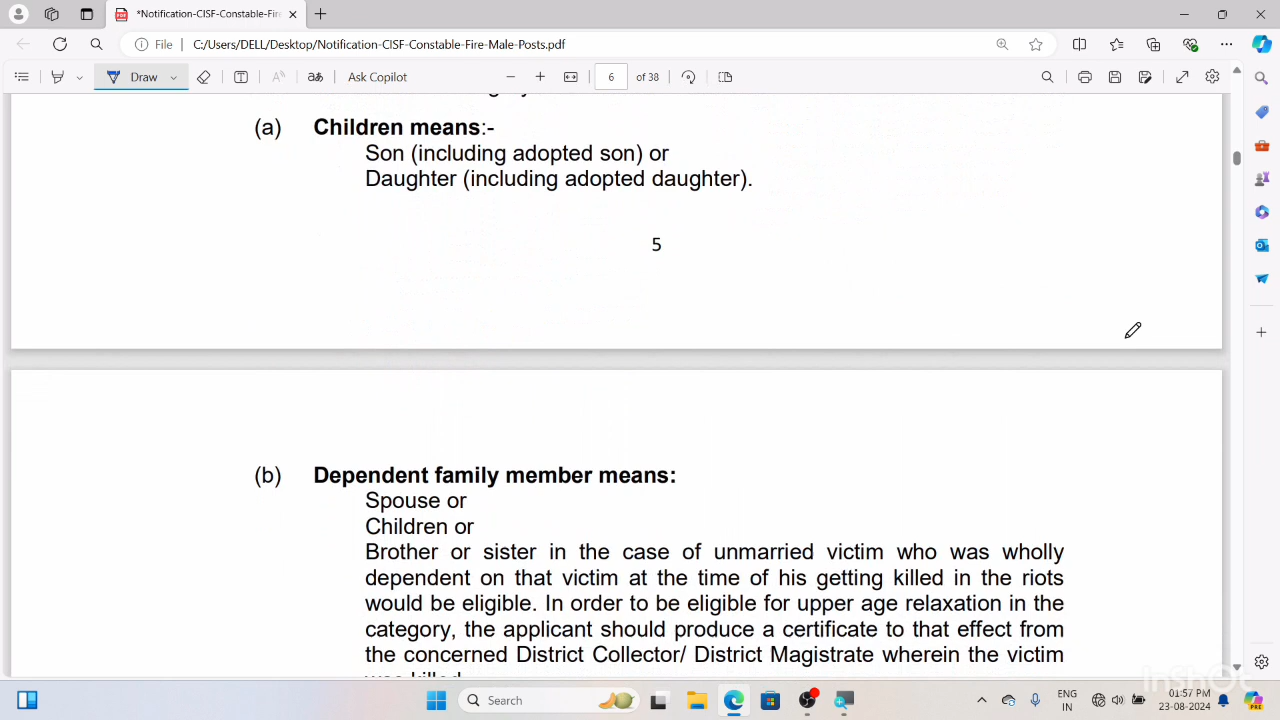 *Notification-CISF-Constable-Fire
File
C:/Users/DELL/Desktop/Notification-CISF-Constable-Fire-Male-Posts.pdf
Draw
Ask Copilot
6 of 38
(a) Children means:-
Son (including adopted son) or
Daughter (including adopted daughter).
5
(b) Dependent family member means:
Spouse or
Children or
Brother or sister in the case of unmarried victim who was wholly
dependent on that victim at the time of his getting killed in the riots
would be eligible. In order to be eligible for upper age relaxation in the
category, the applicant should produce a certificate to that effect from
the concerned District Collector/ District Magistrate wherein the victim
was killed
InShOt
Search
ENG
IN
01:57 PM
23-08-2024